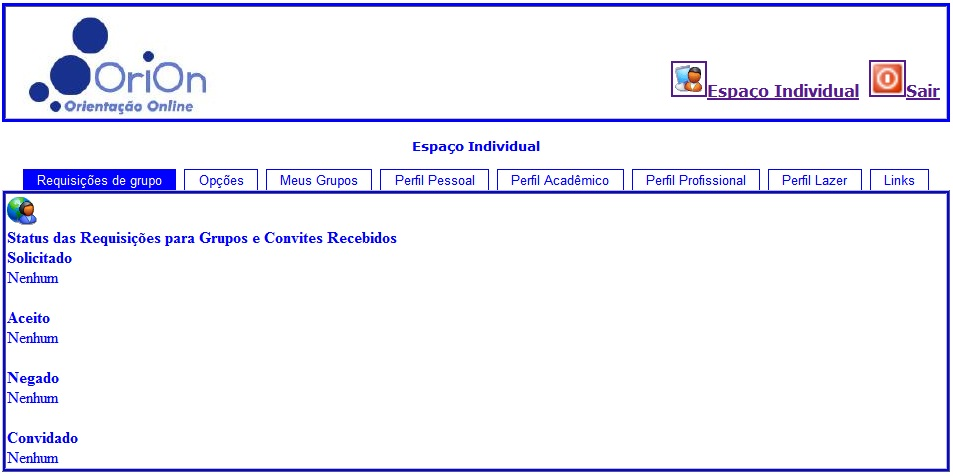 OriOn
Orientação Online
Espaço Individual Sair
Espaço Individual
Requisições de grupo Opções Meus Grupos Perfil Pessoal Perfil Acadêmico Perfil Profissional Perfil Lazer Links
Status das Requisições para Grupos e Convites Recebidos
Solicitado
Nenhum
Aceito
Nenhum
Negado
Nenhum
Convidado
Nenhum